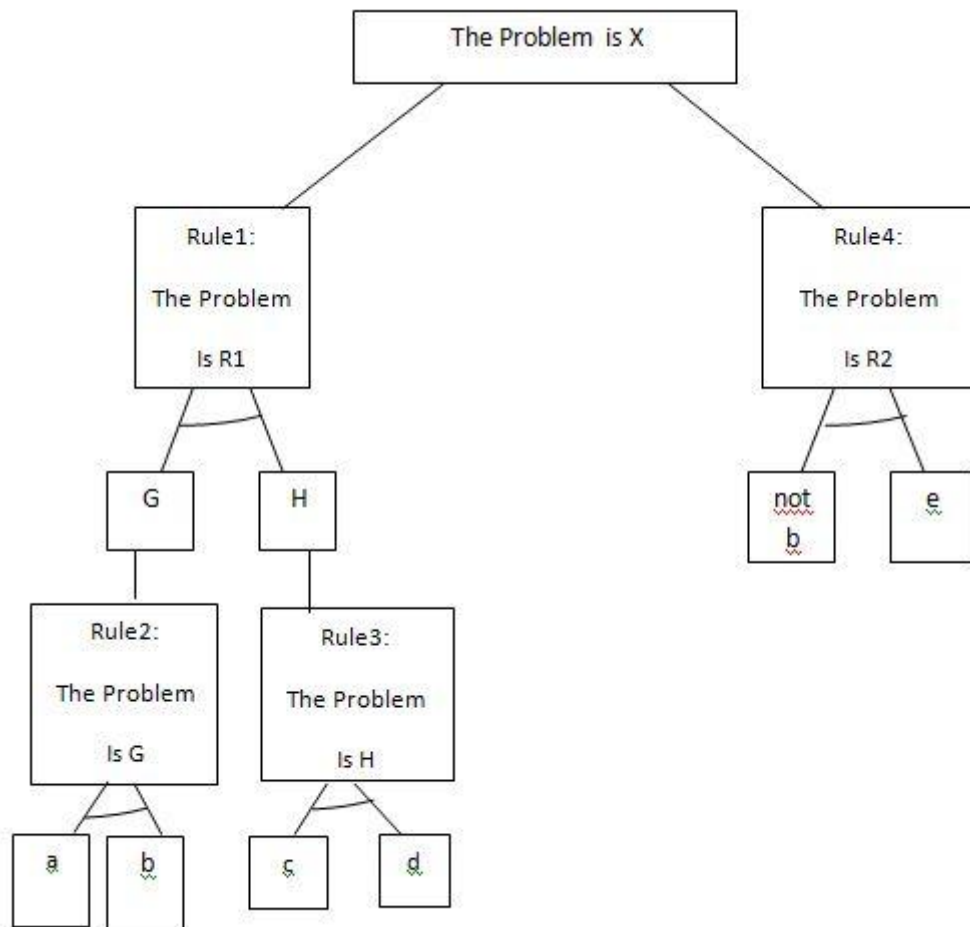 The Problem is X
Rule1:
The Problem
Is R1
Rule4:
The Problem
Is R2
G
H
not
b
e
Rule2:
The Problem
Is G
Rule3:
The Problem
Is H
a
b
c
d